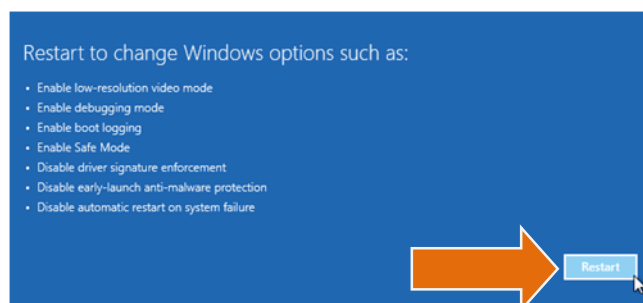 Restart to change Windows options such as:
• Enable low-resolution video mode
• Enable debugging mode
• Enable boot logging
• Enable Safe Mode
• Disable driver signature enforcement
• Disable early-launch anti-malware protection
• Disable automatic restart on system failure
Restart